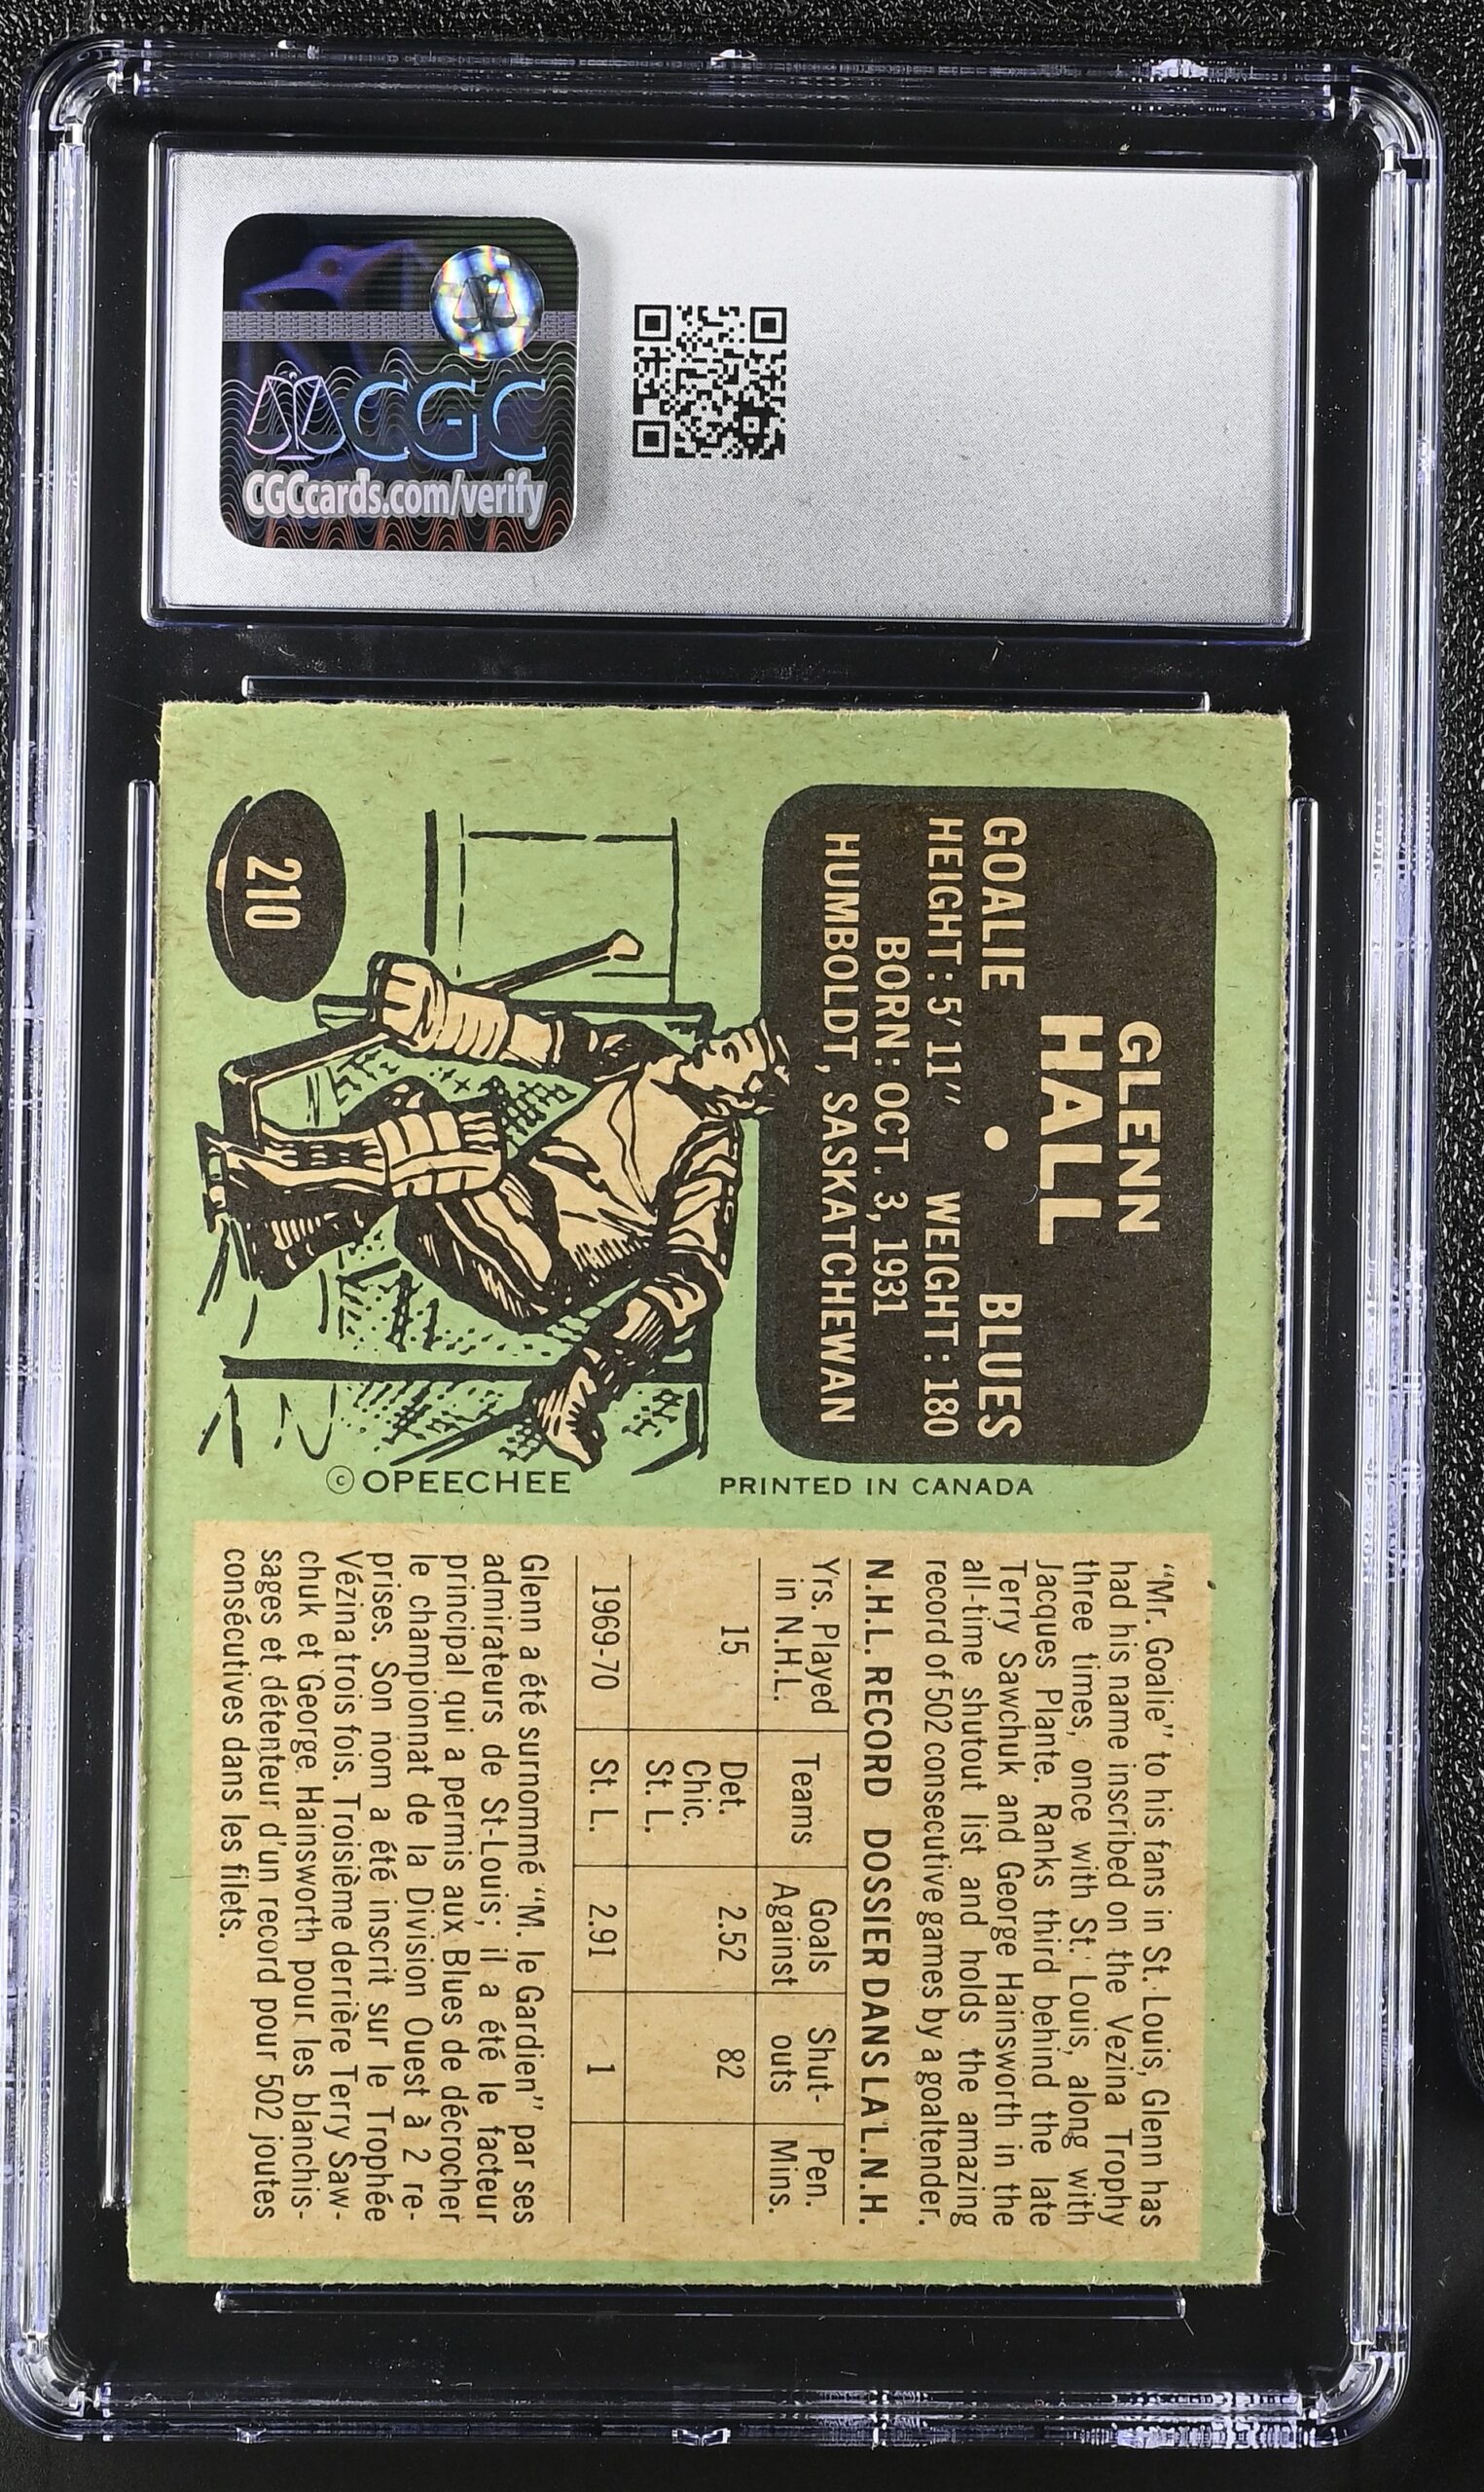 CGC
CGCcards.com/verify
GLENN
HALL
GOALIE • BLUES
HEIGHT: 5'11" WEIGHT: 180
BORN: OCT. 3, 1931
HUMBOLDT, SASKATCHEWAN
210
© OPEECHEE
PRINTED IN CANADA
"Mr. Goalie" to his fans in St. Louis, Glenn has
had his name inscribed on the Vezina Trophy
three times, once with St. Louis, along with
Jacques Plante. Ranks third behind the late
Terry Sawchuk and George Hainsworth in the
all-time shutout list and holds the amazing
record of 502 consecutive games by a goaltender.
N.H.L. RECORD DOSSIER DANS LA L.N.H.
Yrs. Played Teams Goals Shut- Pen.
in N.H.L. Against outs Mins.
15 Det. 2.52 82
Chic.
St. L.
1969-70 St. L. 2.91 1
Glenn a été surnommé "M. le Gardien" par ses
admirateurs de St-Louis; il a été le facteur
principal qui a permis aux Blues de décrocher
le championnat de la Division Ouest à 2 re-
prises. Son nom a été inscrit sur le Trophée
Vézina trois fois. Troisième derrière Terry Saw-
chuk et George Hainsworth pour les blanchis-
sages et détenteur d'un record pour 502 joutes
consécutives dans les filets.